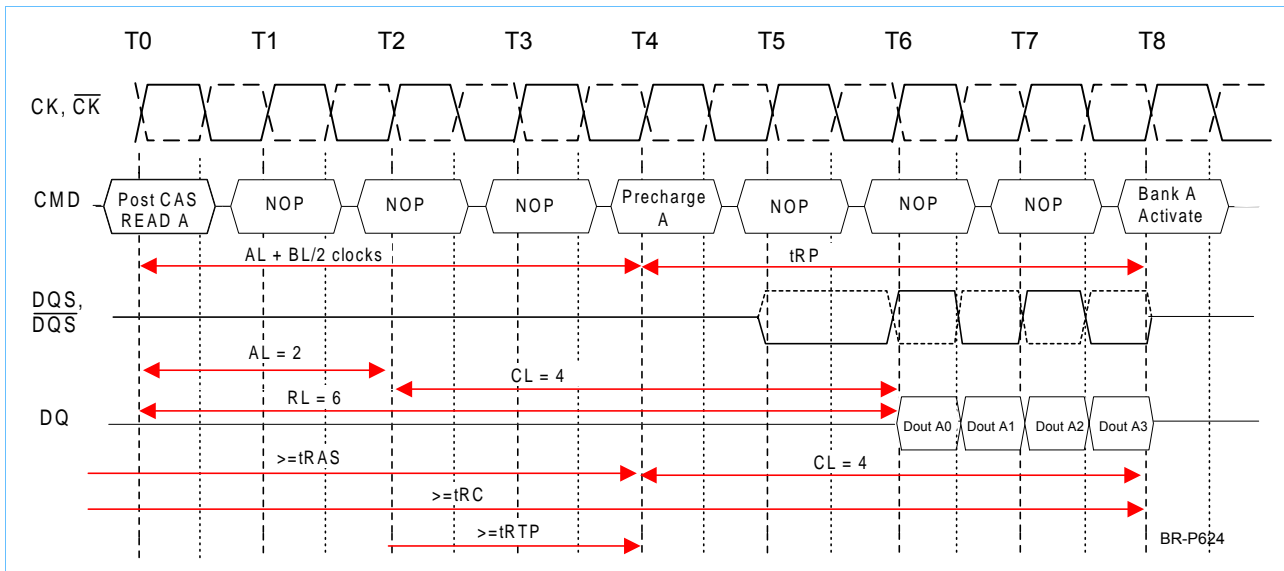 T0 T1 T2 T3 T4 T5 T6 T7 T8
CK, CK
CMD
Post CAS
READ A
NOP
NOP
NOP
Precharge
A
NOP
NOP
NOP
Bank A
Activate
AL + BL/2 clocks
tRP
DQS,
DQS
AL = 2
CL = 4
RL = 6
DQ
Dout A0
Dout A1
Dout A2
Dout A3
>=tRAS
CL = 4
>=tRC
>=tRTP
BR-P624